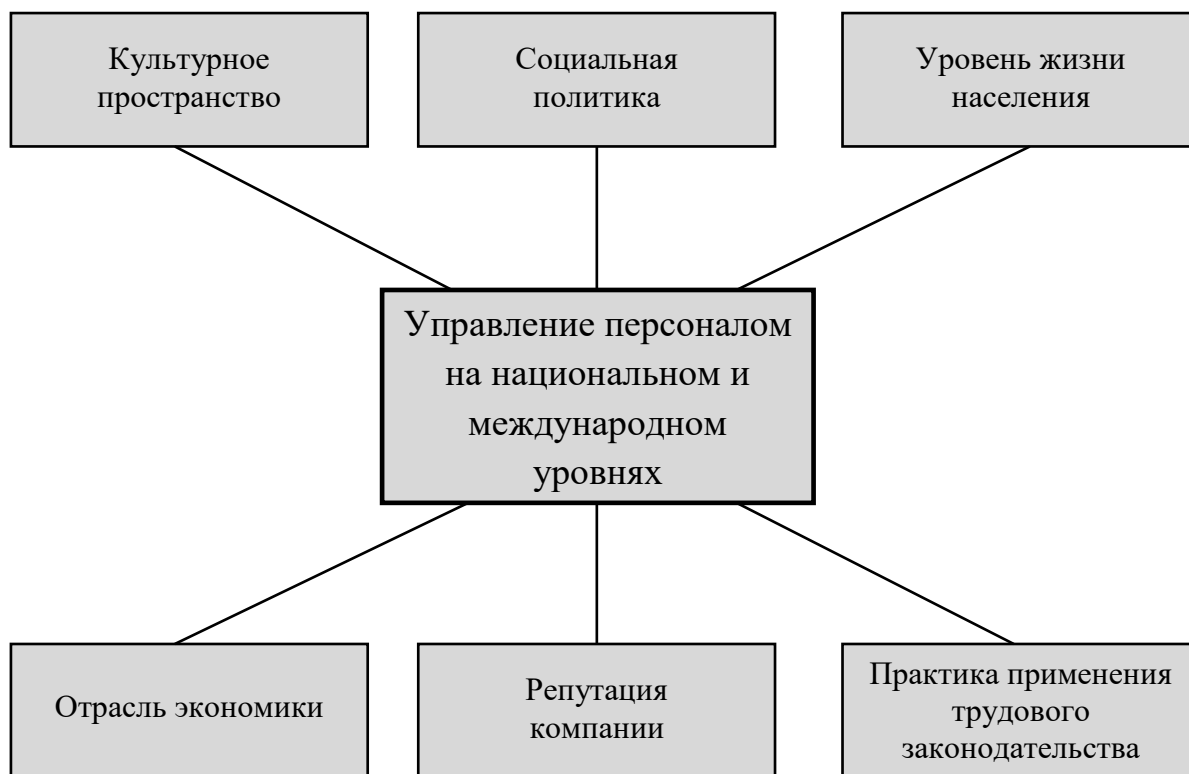 Культурное
пространство
Социальная
политика
Уровень жизни
населения
Управление персоналом
на национальном и
международном
уровнях
Отрасль экономики
Репутация
компании
Практика применения
трудового
законодательства